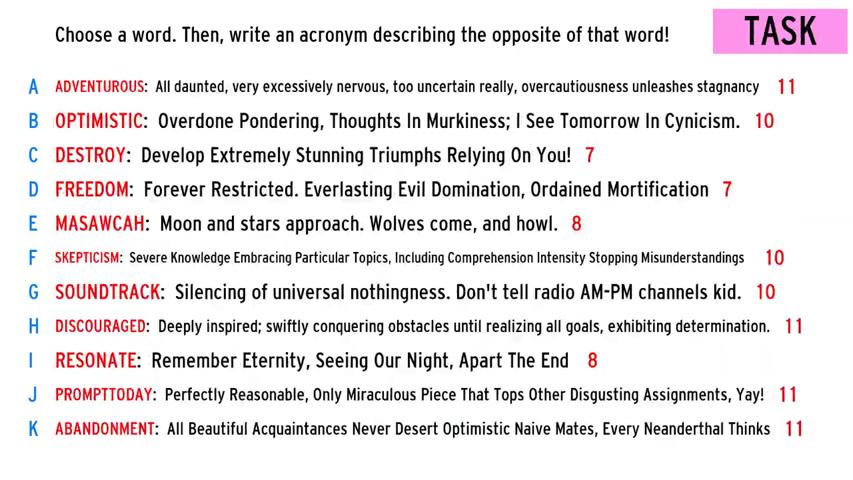 Choose a word. Then, write an acronym describing the opposite of that word!
TASK
A ADVENTUROUS: All daunted, very excessively nervous, too uncertain really, overcautiousness unleashes stagnancy 11
B OPTIMISTIC: Overdone Pondering, Thoughts In Murkiness; I See Tomorrow In Cynicism. 10
C DESTROY: Develop Extremely Stunning Triumphs Relying On You! 7
D FREEDOM: Forever Restricted. Everlasting Evil Domination, Ordained Mortification 7
E MASAWCAH: Moon and stars approach. Wolves come, and howl. 8
F SKEPTICISM: Severe Knowledge Embracing Particular Topics, Including Comprehension Intensity Stopping Misunderstandings 10
G SOUNDTRACK: Silencing of universal nothingness. Don't tell radio AM-PM channels kid. 10
H DISCOURAGED: Deeply inspired; swiftly conquering obstacles until realizing all goals, exhibiting determination. 11
I RESONATE: Remember Eternity, Seeing Our Night, Apart The End 8
J PROMPTTODAY: Perfectly Reasonable, Only Miraculous Piece That Tops Other Disgusting Assignments, Yay! 11
K ABANDONMENT: All Beautiful Acquaintances Never Desert Optimistic Naive Mates, Every Neanderthal Thinks 11